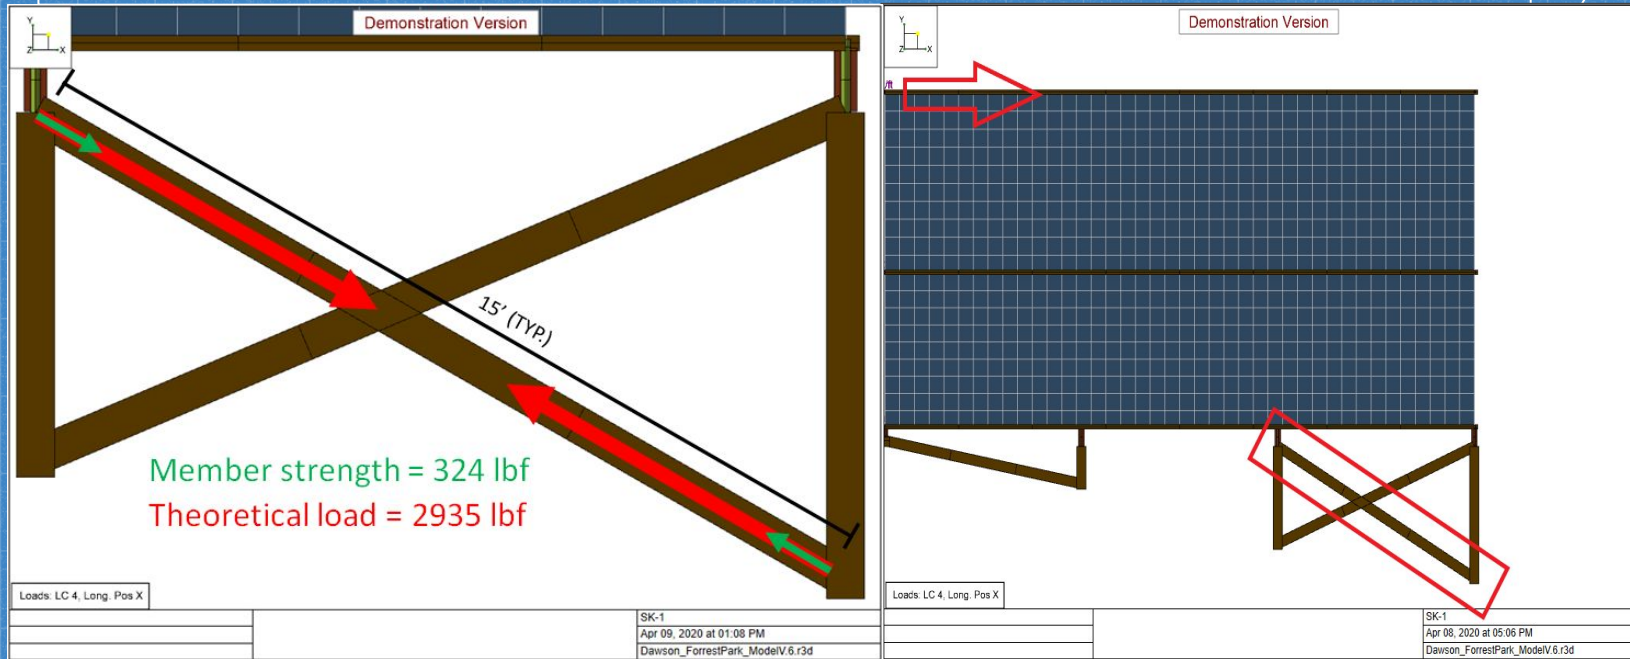 Demonstration Version
Y
Z
X
15' (TYP.)
Member strength = 324 lbf
Theoretical load = 2935 lbf
Loads: LC 4, Long. Pos X
SK-1
Apr 09, 2020 at 01:08 PM
Dawson_ForrestPark_ModelV.6.r3d
Demonstration Version
Y
Z
X
/ft
Loads: LC 4, Long. Pos X
SK-1
Apr 08, 2020 at 05:06 PM
Dawson_ForrestPark_ModelV.6.r3d